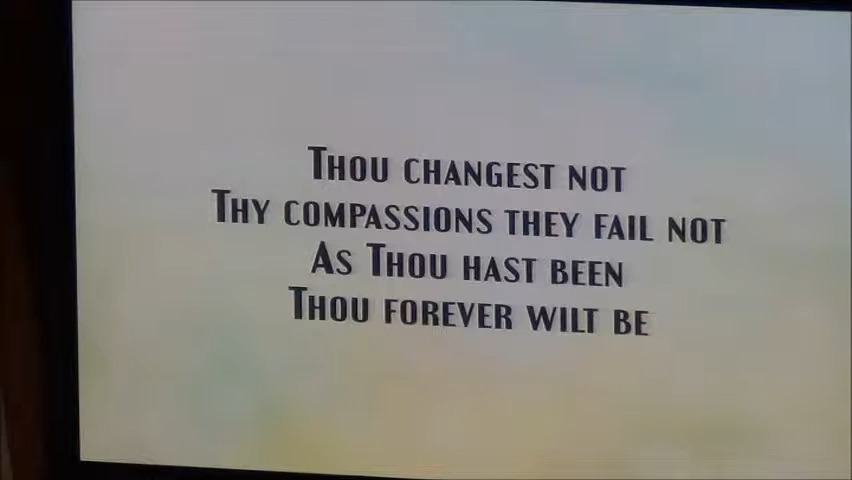 Thou changest not
Thy compassions they fail not
As Thou hast been
Thou forever wilt be